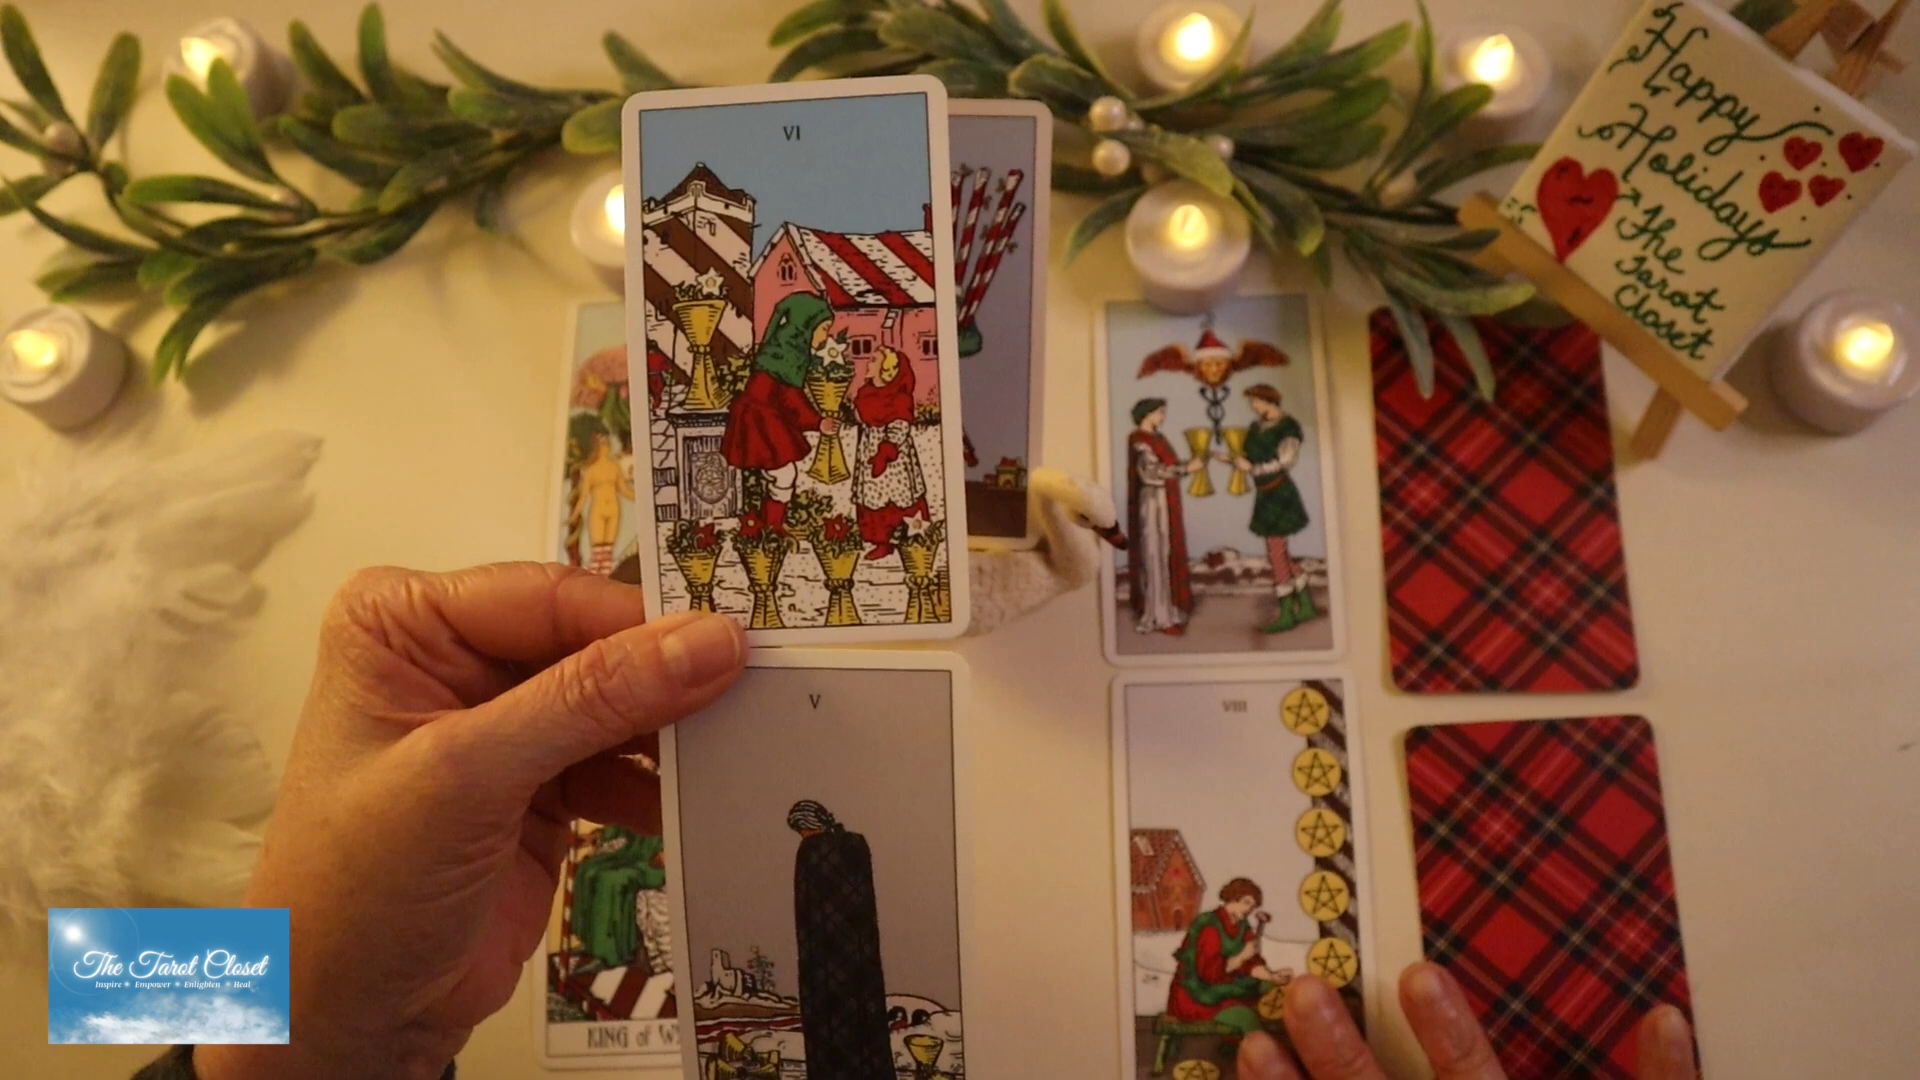 VI
Happy
Holidays
The
Tarot
Closet
V
VIII
KING of W
The Tarot Closet
Inspire * Empower * Enlighten * Heal